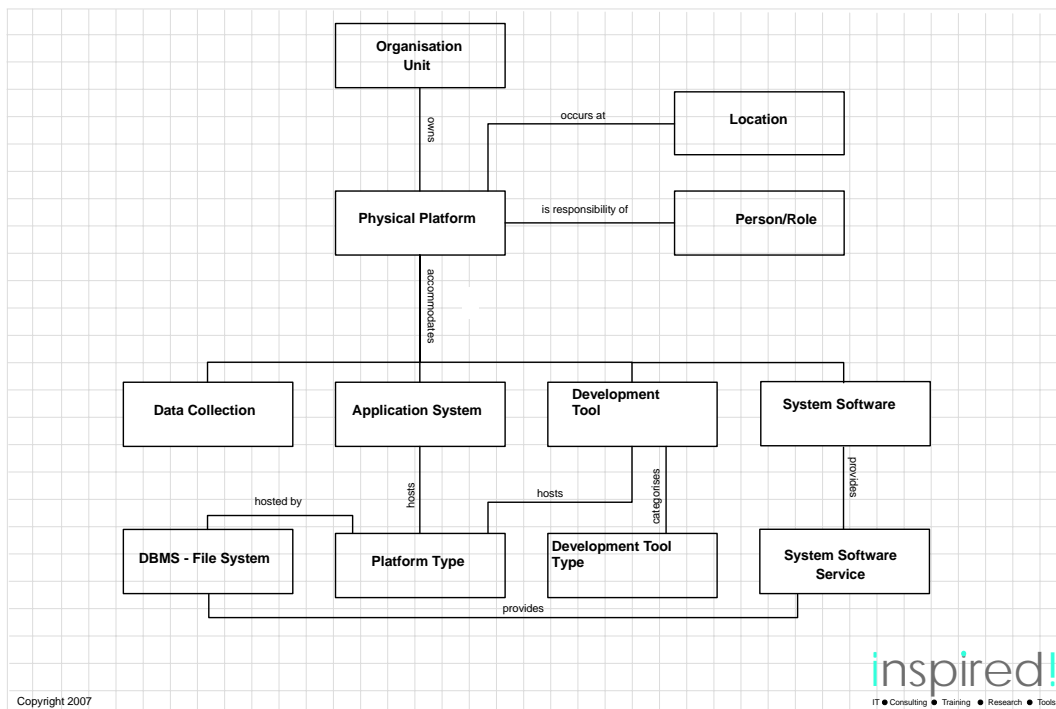 Organisation
Unit
owns
occurs at
Location
Physical Platform
is responsibility of
Person/Role
accommodates
Data Collection
Application System
Development
Tool
System Software
hosted by
hosts
hosts
categorises
provides
DBMS - File System
Platform Type
Development Tool
Type
System Software
Service
provides
inspired!
IT ● Consulting ● Training ● Research ● Tools
Copyright 2007